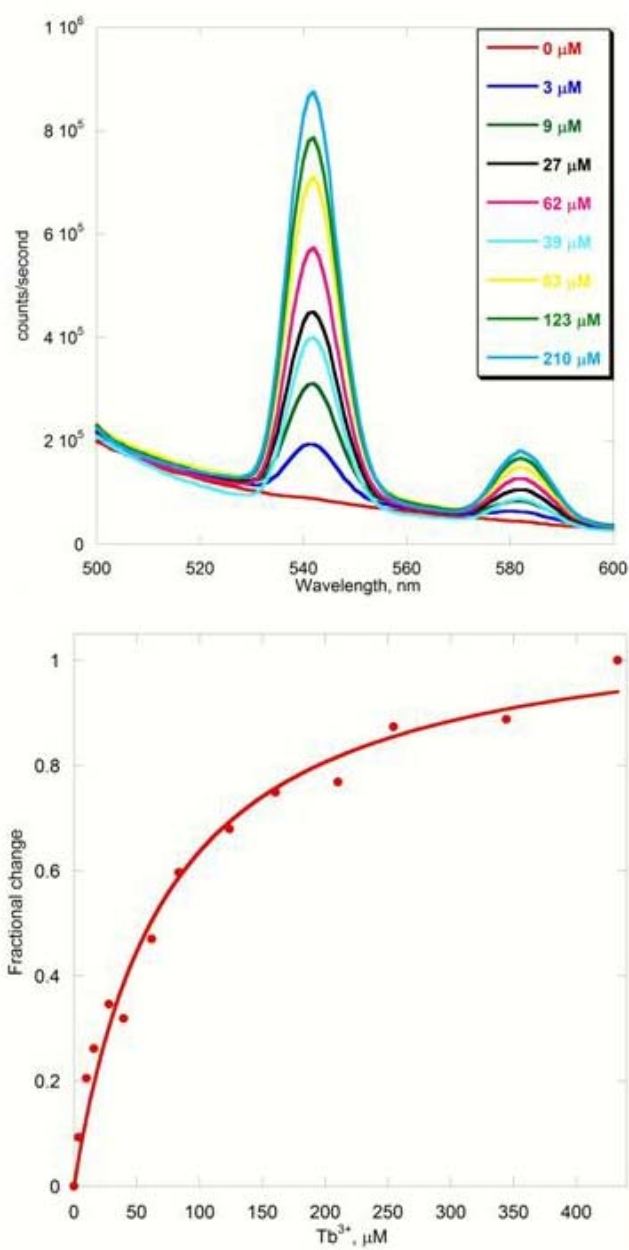 1 10⁶
8 10⁵
6 10⁵
4 10⁵
2 10⁵
0
counts/second
0 μM
3 μM
9 μM
27 μM
62 μM
39 μM
83 μM
123 μM
210 μM
500 520 540 560 580 600
Wavelength, nm
1
0.8
0.6
0.4
0.2
0
Fractional change
0 50 100 150 200 250 300 350 400
Tb³⁺, μM